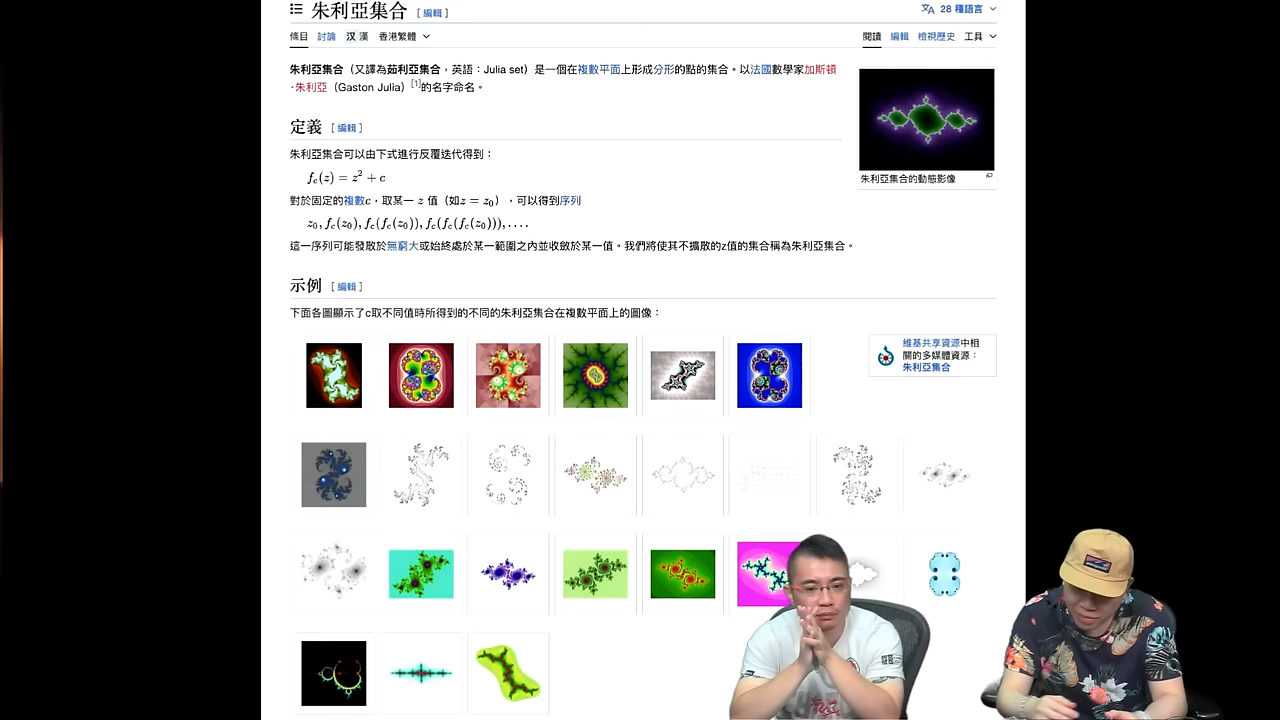 朱利亞集合 [ 編輯 ]
28 種語言
條目 討論 汉 漢 香港繁體
閱讀 編輯 檢視歷史 工具
朱利亞集合（又譯為茹利亞集合，英語：Julia set）是一個在複數平面上形成分形的點的集合。以法國數學家加斯頓
·朱利亞（Gaston Julia）[1]的名字命名。
朱利亞集合的動態影像
定義 [ 編輯 ]
朱利亞集合可以由下式進行反覆迭代得到：
f_c(z) = z² + c
對於固定的複數c，取某一 z 值（如z = z₀），可以得到序列
z₀, f_c(z₀), f_c(f_c(z₀)), f_c(f_c(f_c(z₀))), ....
這一序列可能發散於無窮大或始終處於某一範圍之內並收斂於某一值。我們將使其不擴散的z值的集合稱為朱利亞集合。
示例 [ 編輯 ]
下面各圖顯示了c取不同值時所得到的不同的朱利亞集合在複數平面上的圖像：
維基共享資源中相
關的多媒體資源：
朱利亞集合